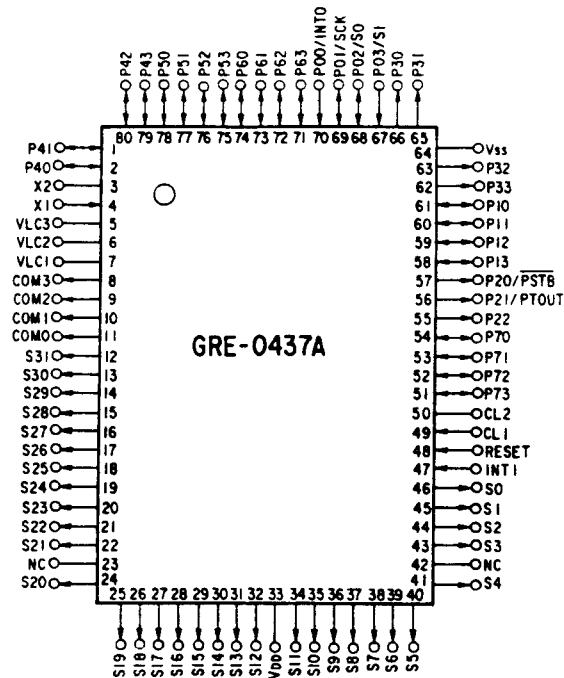 P42 P43 P50 P51 P52 P53 P60 P61 P62 P63 P00/INT0 P01/SCK P02/S0 P03/S1 P30 P31
80 79 78 77 76 75 74 73 72 71 70 69 68 67 66 65
P41 1 64 Vss
P40 2 63 P32
X2 3 62 P33
X1 4 61 P10
VLC3 5 60 P11
VLC2 6 59 P12
VLC1 7 58 P13
COM3 8 57 P20/PSTB
COM2 9 56 P21/PTOUT
COM1 10 55 P22
COM0 11 54 P70
GRE-0437A
S31 12 53 P71
S30 13 52 P72
S29 14 51 P73
S28 15 50 CL2
S27 16 49 CL1
S26 17 48 RESET
S25 18 47 INT1
S24 19 46 S0
S23 20 45 S1
S22 21 44 S2
S21 22 43 S3
NC 23 42 NC
S20 24 41 S4
25 26 27 28 29 30 31 32 33 34 35 36 37 38 39 40
S19 S18 S17 S16 S15 S14 S13 S12 VDD S11 S10 S9 S8 S7 S6 S5